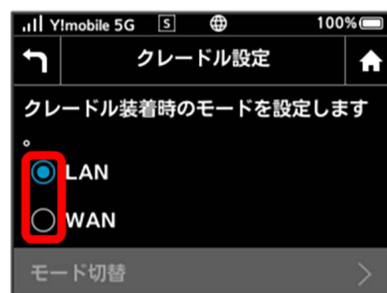 Y!mobile 5G S 100%
クレードル設定
クレードル装着時のモードを設定します
。
LAN
WAN
モード切替